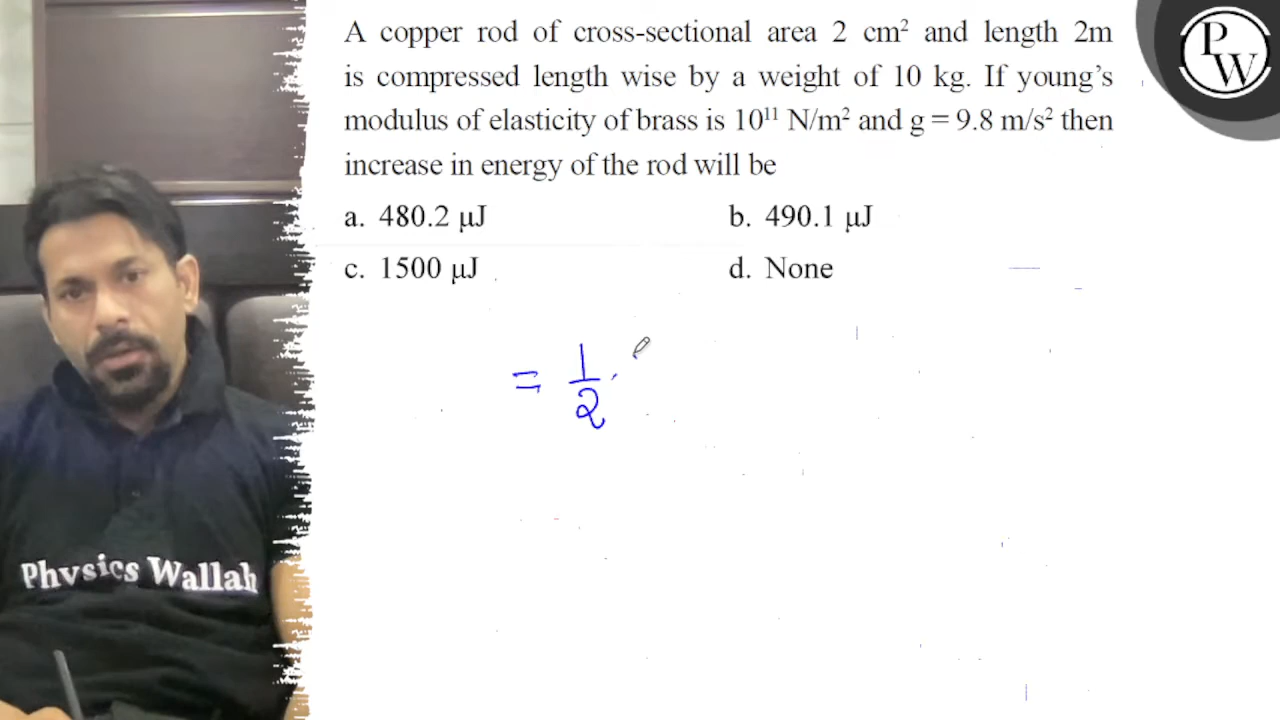 A copper rod of cross-sectional area 2 cm² and length 2m
is compressed length wise by a weight of 10 kg. If young's
modulus of elasticity of brass is 10¹¹ N/m² and g = 9.8 m/s² then
increase in energy of the rod will be
a. 480.2 μJ
b. 490.1 μJ
c. 1500 μJ
d. None
= 1/2 .
PW
Physics Wallah